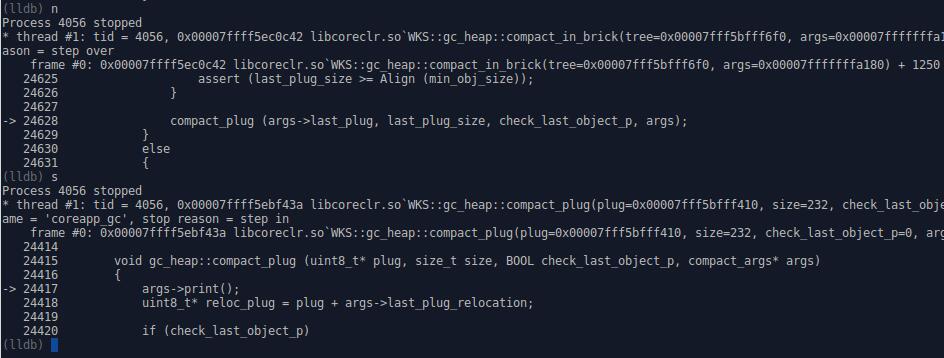 (lldb) n
Process 4056 stopped
* thread #1: tid = 4056, 0x00007ffff5ec0c42 libcoreclr.so`WKS::gc_heap::compact_in_brick(tree=0x00007fff5bfff6f0, args=0x00007fffffffa1
ason = step over
    frame #0: 0x00007ffff5ec0c42 libcoreclr.so`WKS::gc_heap::compact_in_brick(tree=0x00007fff5bfff6f0, args=0x00007fffffffa180) + 1250
   24625                    assert (last_plug_size >= Align (min_obj_size));
   24626                }
   24627
-> 24628                compact_plug (args->last_plug, last_plug_size, check_last_object_p, args);
   24629            }
   24630            else
   24631            {
(lldb) s
Process 4056 stopped
* thread #1: tid = 4056, 0x00007ffff5ebf43a libcoreclr.so`WKS::gc_heap::compact_plug(plug=0x00007fff5bfff410, size=232, check_last_obje
ame = 'coreapp_gc', stop reason = step in
    frame #0: 0x00007ffff5ebf43a libcoreclr.so`WKS::gc_heap::compact_plug(plug=0x00007fff5bfff410, size=232, check_last_object_p=0, arg
   24414
   24415        void gc_heap::compact_plug (uint8_t* plug, size_t size, BOOL check_last_object_p, compact_args* args)
   24416        {
-> 24417            args->print();
   24418            uint8_t* reloc_plug = plug + args->last_plug_relocation;
   24419
   24420            if (check_last_object_p)
(lldb)